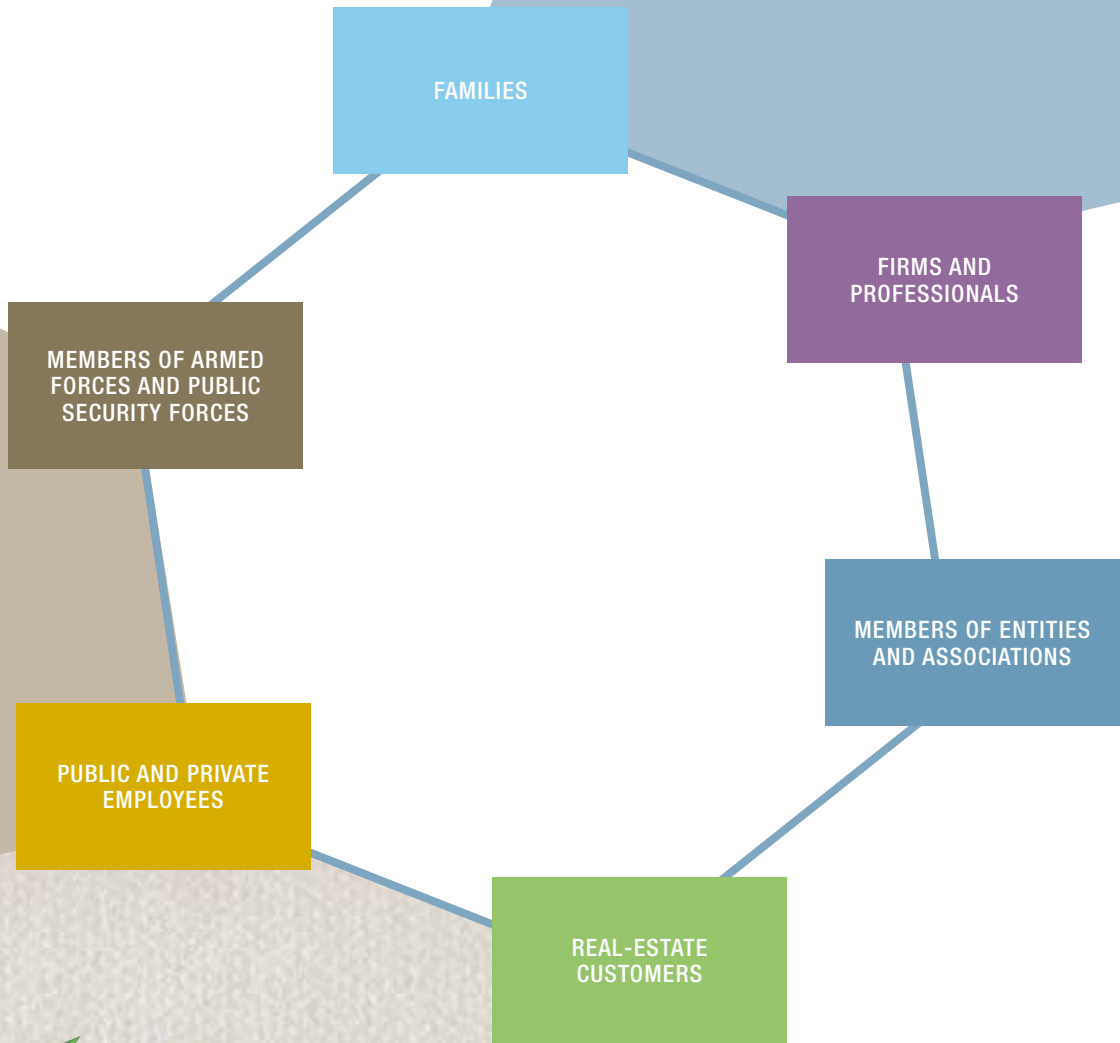 FAMILIES
FIRMS AND
PROFESSIONALS
MEMBERS OF ARMED
FORCES AND PUBLIC
SECURITY FORCES
MEMBERS OF ENTITIES
AND ASSOCIATIONS
PUBLIC AND PRIVATE
EMPLOYEES
REAL-ESTATE
CUSTOMERS